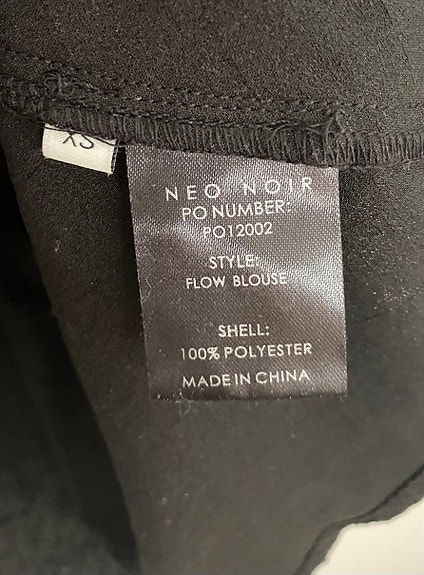 XS
NEO NOIR
PO NUMBER:
PO12002
STYLE:
FLOW BLOUSE
SHELL:
100% POLYESTER
MADE IN CHINA